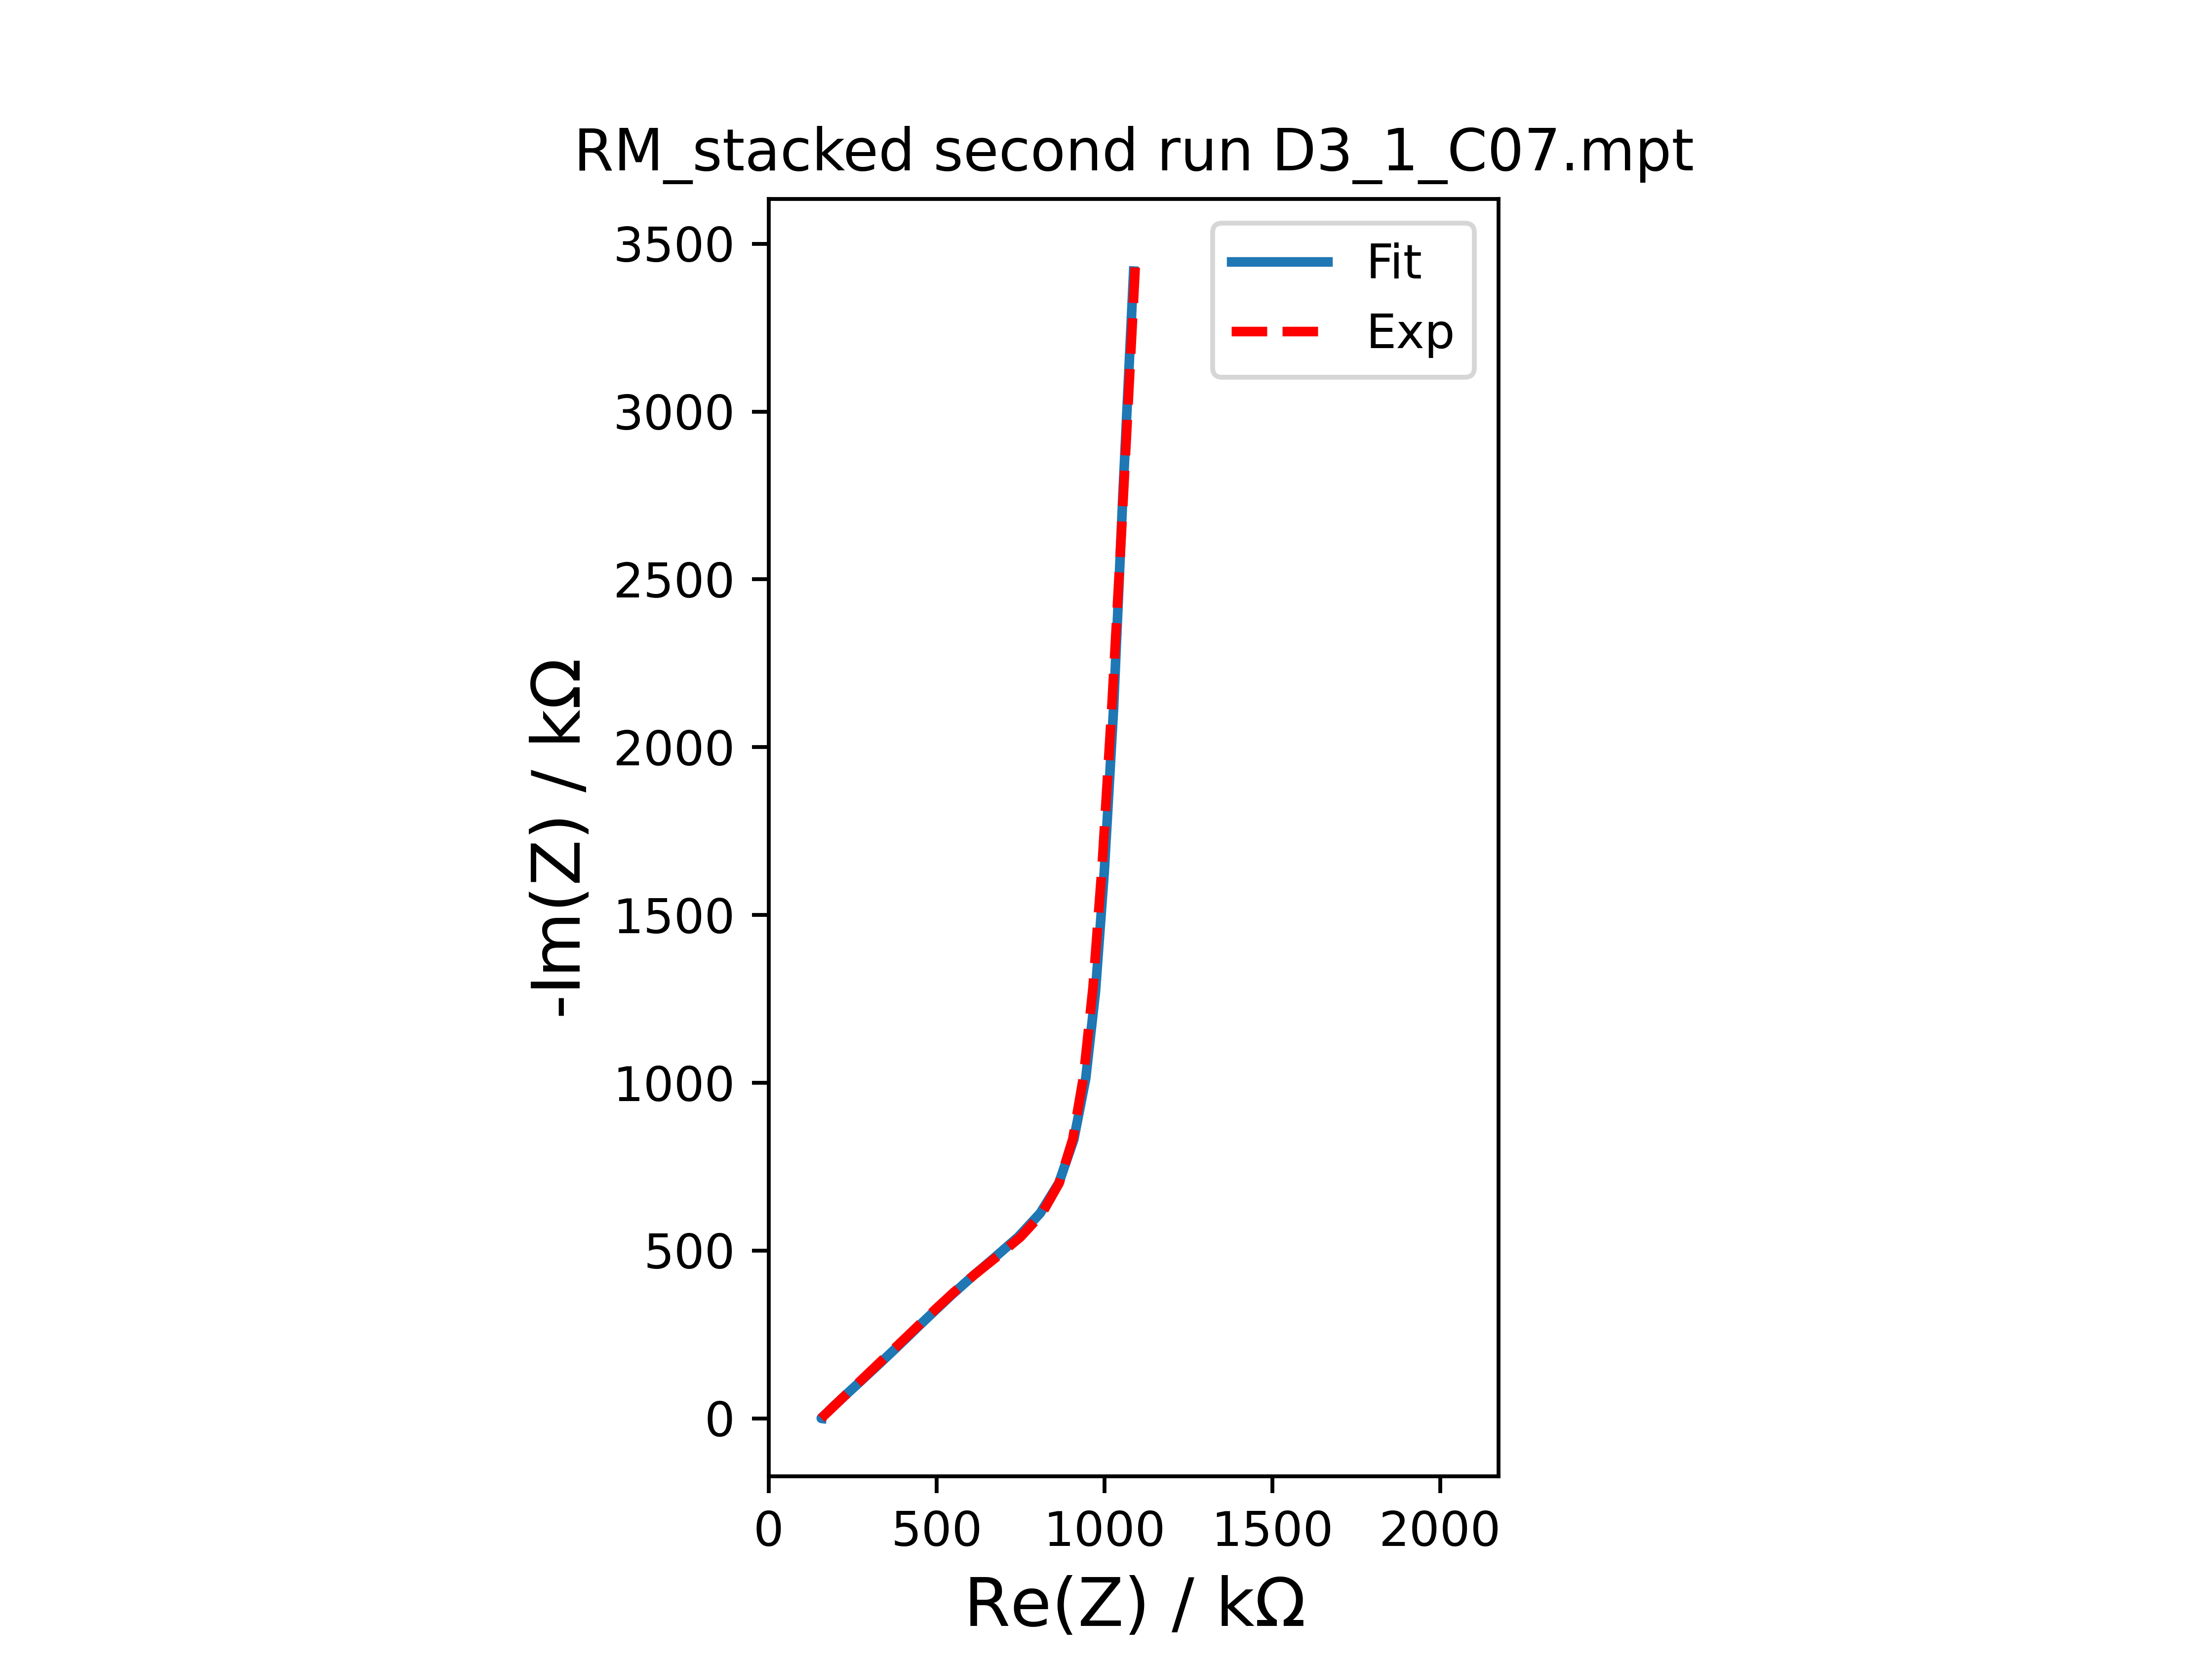 RM_stacked second run D3_1_C07.mpt
Fit
Exp
3500
3000
2500
2000
1500
1000
500
0
-Im(Z) / kΩ
0 500 1000 1500 2000
Re(Z) / kΩ